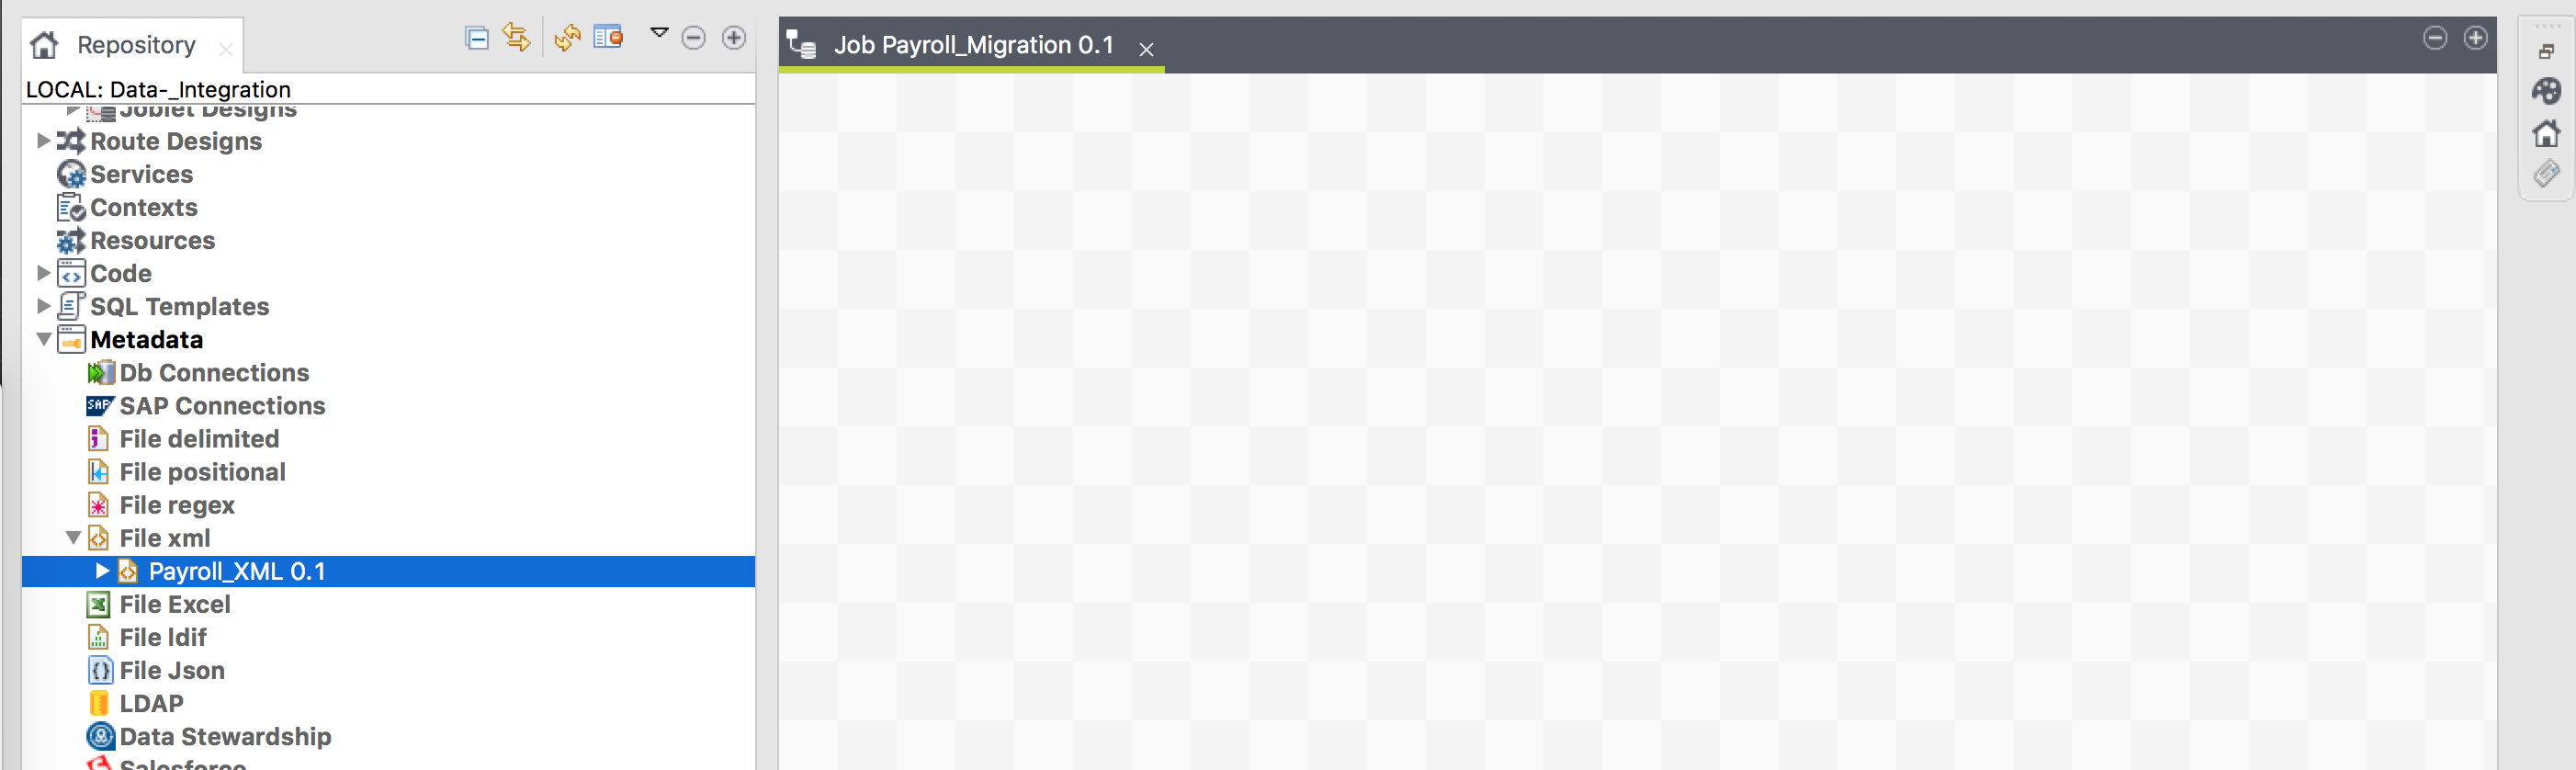 Repository
Job Payroll_Migration 0.1
LOCAL: Data-_Integration
Joblet Designs
Route Designs
Services
Contexts
Resources
Code
SQL Templates
Metadata
Db Connections
SAP SAP Connections
File delimited
File positional
File regex
File xml
Payroll_XML 0.1
File Excel
File ldif
File Json
LDAP
Data Stewardship
Salesforce